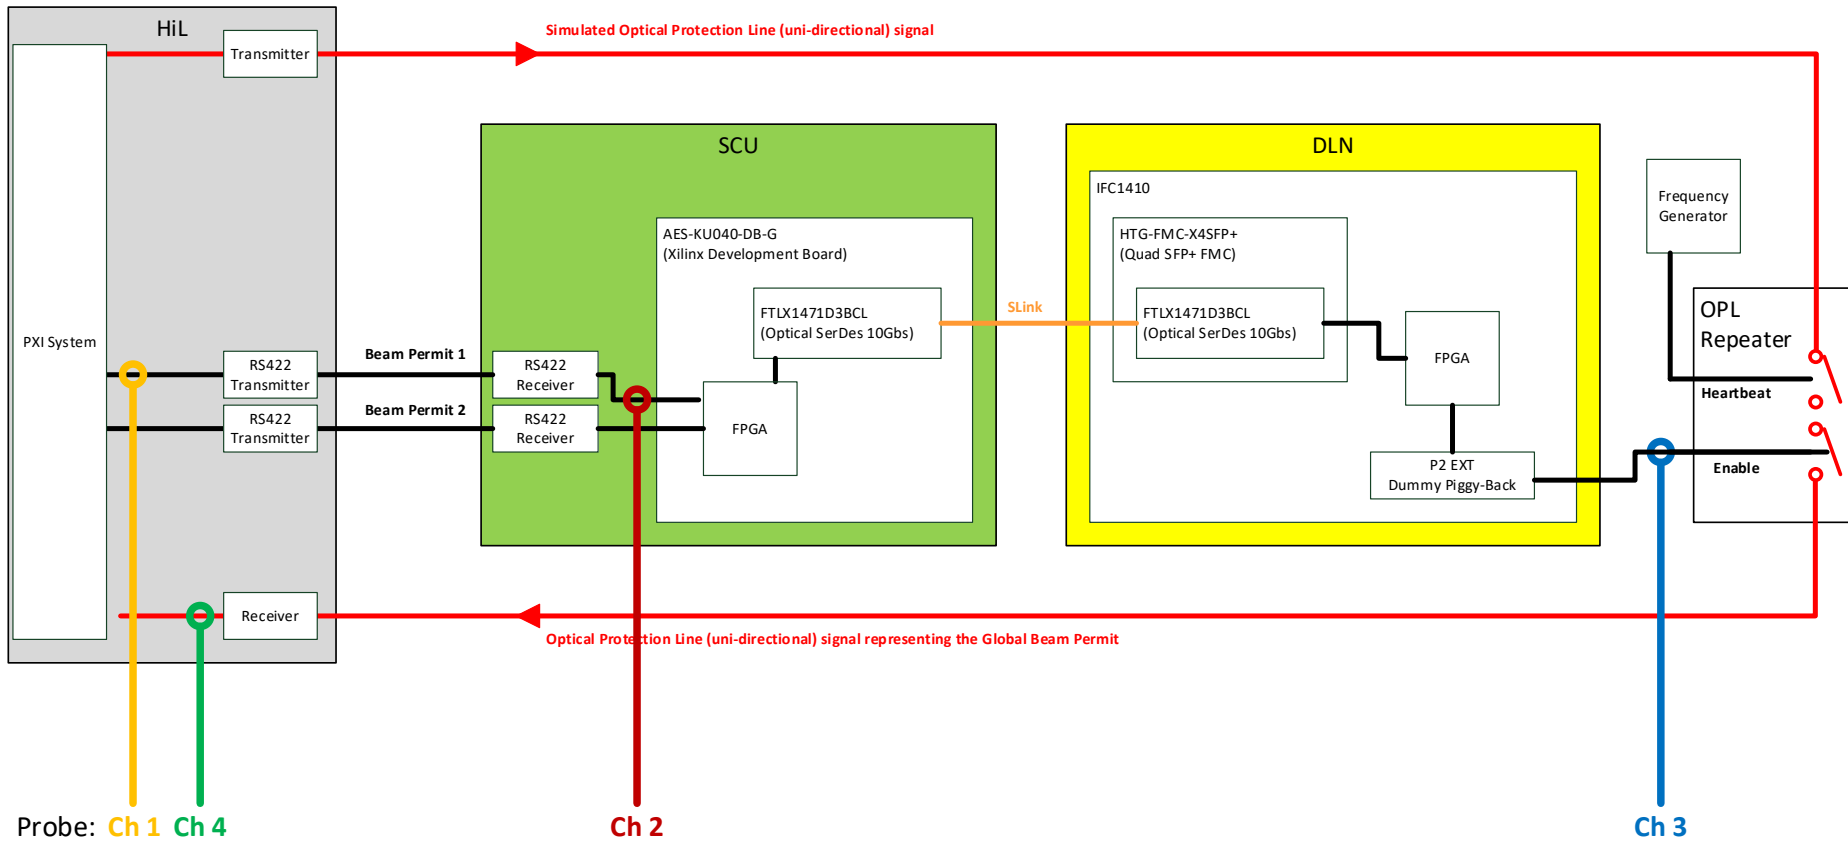 HiL
Transmitter
Simulated Optical Protection Line (uni-directional) signal
SCU
DLN
IFC1410
Frequency
Generator
AES-KU040-DB-G
(Xilinx Development Board)
HTG-FMC-X4SFP+
(Quad SFP+ FMC)
FTLX1471D3BCL
(Optical SerDes 10Gbs)
SLink
FTLX1471D3BCL
(Optical SerDes 10Gbs)
OPL
Repeater
PXI System
RS422
Transmitter
Beam Permit 1
RS422
Receiver
FPGA
Heartbeat
RS422
Transmitter
Beam Permit 2
RS422
Receiver
FPGA
P2 EXT
Dummy Piggy-Back
Enable
Receiver
Optical Protection Line (uni-directional) signal representing the Global Beam Permit
Probe: Ch 1 Ch 4 Ch 2 Ch 3